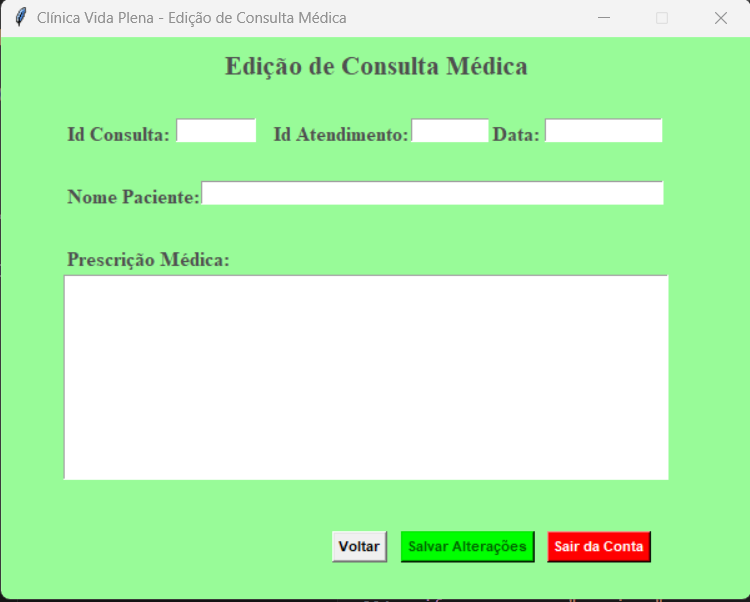 Clínica Vida Plena - Edição de Consulta Médica
Edição de Consulta Médica
Id Consulta: Id Atendimento: Data:
Nome Paciente:
Prescrição Médica:
Voltar Salvar Alterações Sair da Conta